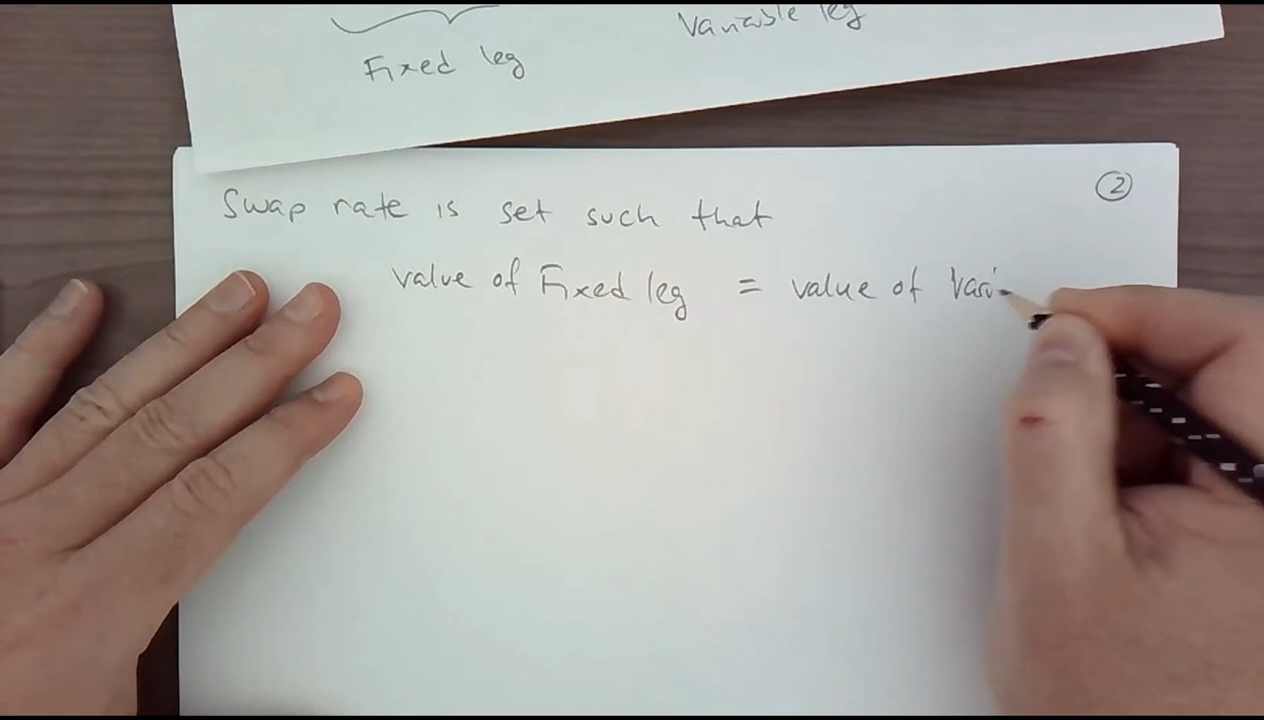 Variable leg
Fixed leg
②
Swap rate is set such that
value of Fixed leg = value of Vari